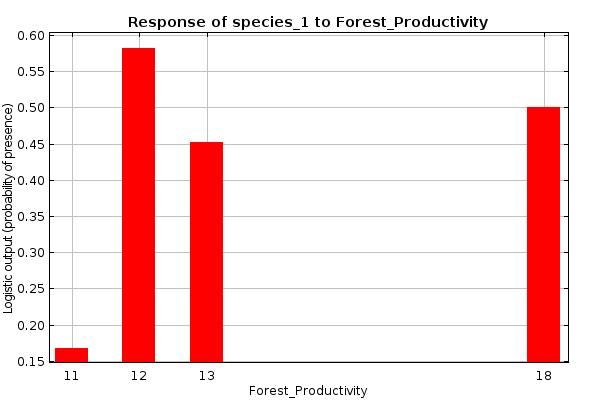 Response of species_1 to Forest_Productivity
Logistic output (probability of presence)
0.60
0.55
0.50
0.45
0.40
0.35
0.30
0.25
0.20
0.15
11 12 13 18
Forest_Productivity